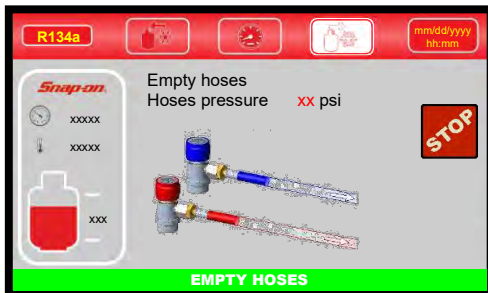 R134a
mm/dd/yyyy
hh:mm
Snap-on
xxxxx
xxxxx
xxx
Empty hoses
Hoses pressure xx psi
STOP
EMPTY HOSES